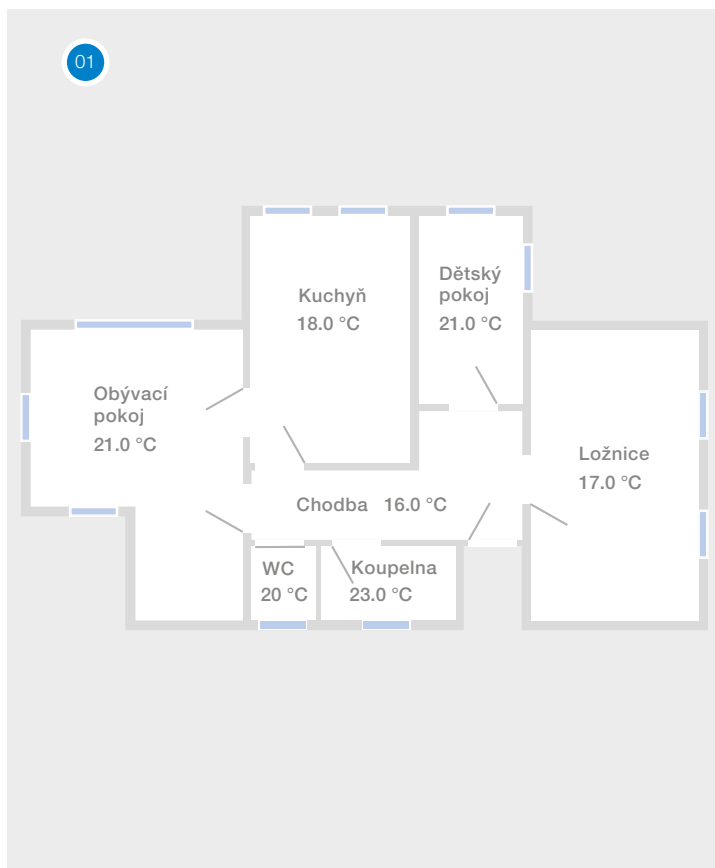 01
Kuchyň
18.0 °C
Dětský
pokoj
21.0 °C
Obývací
pokoj
21.0 °C
Ložnice
17.0 °C
Chodba 16.0 °C
WC
20 °C
Koupelna
23.0 °C